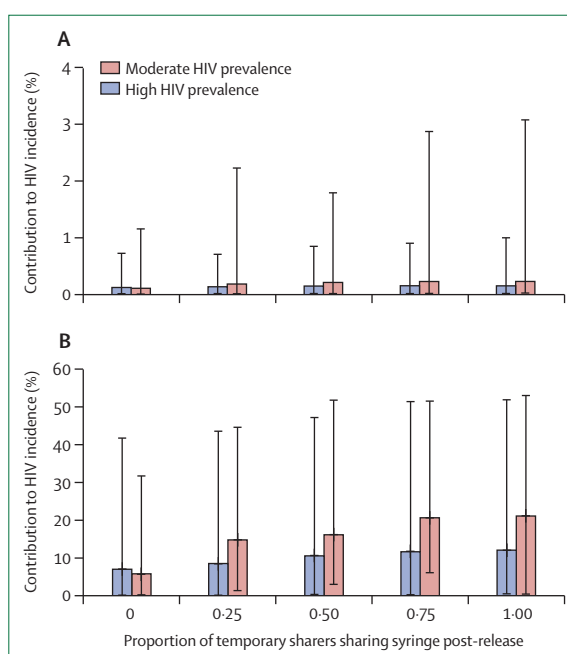 A
Moderate HIV prevalence
High HIV prevalence
Contribution to HIV incidence (%)
4
3
2
1
0
B
Contribution to HIV incidence (%)
60
50
40
30
20
10
0
0 0·25 0·50 0·75 1·00
Proportion of temporary sharers sharing syringe post-release